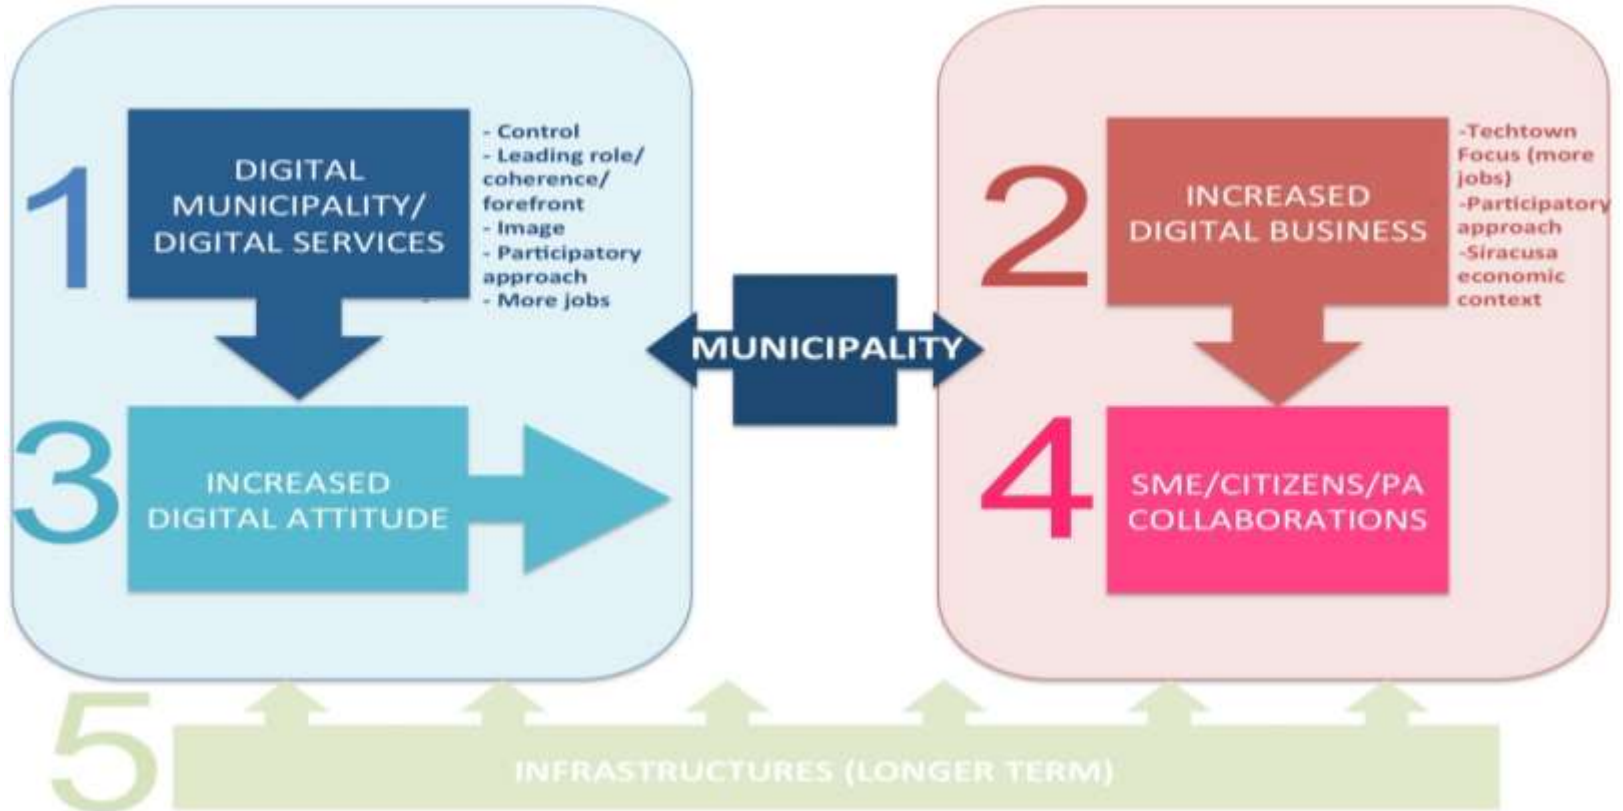 1
DIGITAL
MUNICIPALITY/
DIGITAL SERVICES
- Control
- Leading role/
coherence/
forefront
- Image
- Participatory
approach
- More jobs
2
INCREASED
DIGITAL BUSINESS
-Techtown
Focus (more
jobs)
-Participatory
approach
-Siracusa
economic
context
MUNICIPALITY
3
INCREASED
DIGITAL ATTITUDE
4
SME/CITIZENS/PA
COLLABORATIONS
5
INFRASTRUCTURES (LONGER TERM)